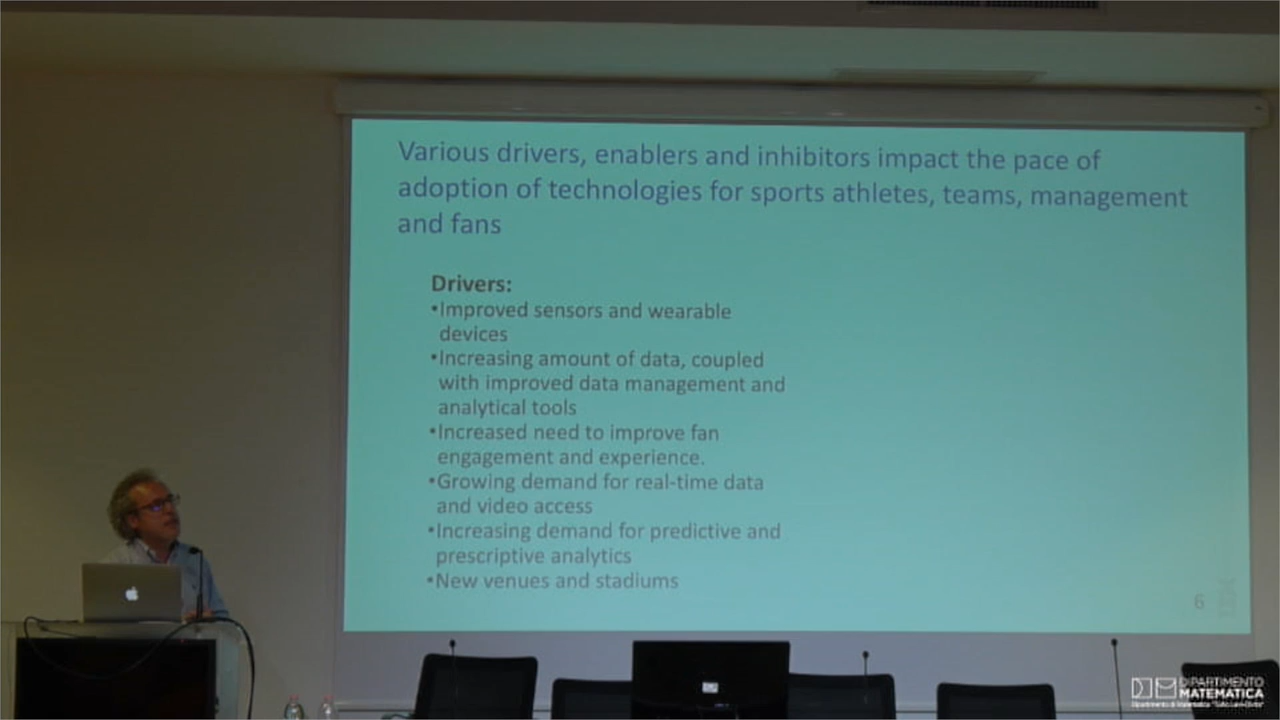 Various drivers, enablers and inhibitors impact the pace of
adoption of technologies for sports athletes, teams, management
and fans
Drivers:
•Improved sensors and wearable
devices
•Increasing amount of data, coupled
with improved data management and
analytical tools
•Increased need to improve fan
engagement and experience.
•Growing demand for real-time data
and video access
•Increasing demand for predictive and
prescriptive analytics
•New venues and stadiums
6
DIPARTIMENTO
MATEMATICA
Dipartimento di Matematica